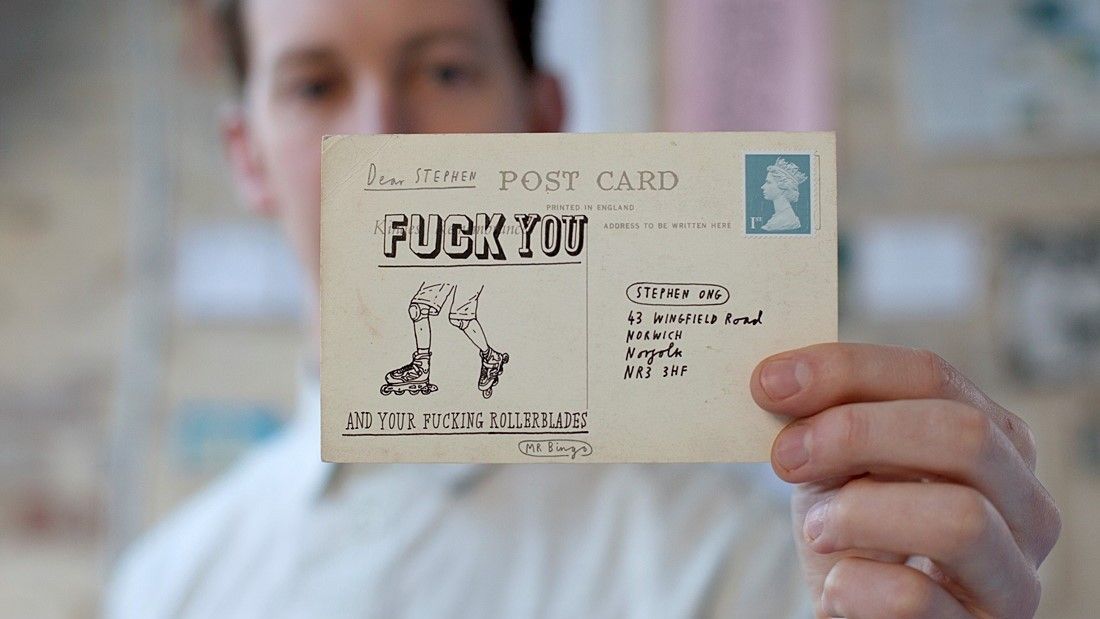 Dear STEPHEN
POST CARD
PRINTED IN ENGLAND
FUCK YOU
AND YOUR FUCKING ROLLERBLADES
MR Bingo
ADDRESS TO BE WRITTEN HERE
1st
STEPHEN ONG
43 WINGFIELD Road
NORWICH
Norfolk
NR3 3HF